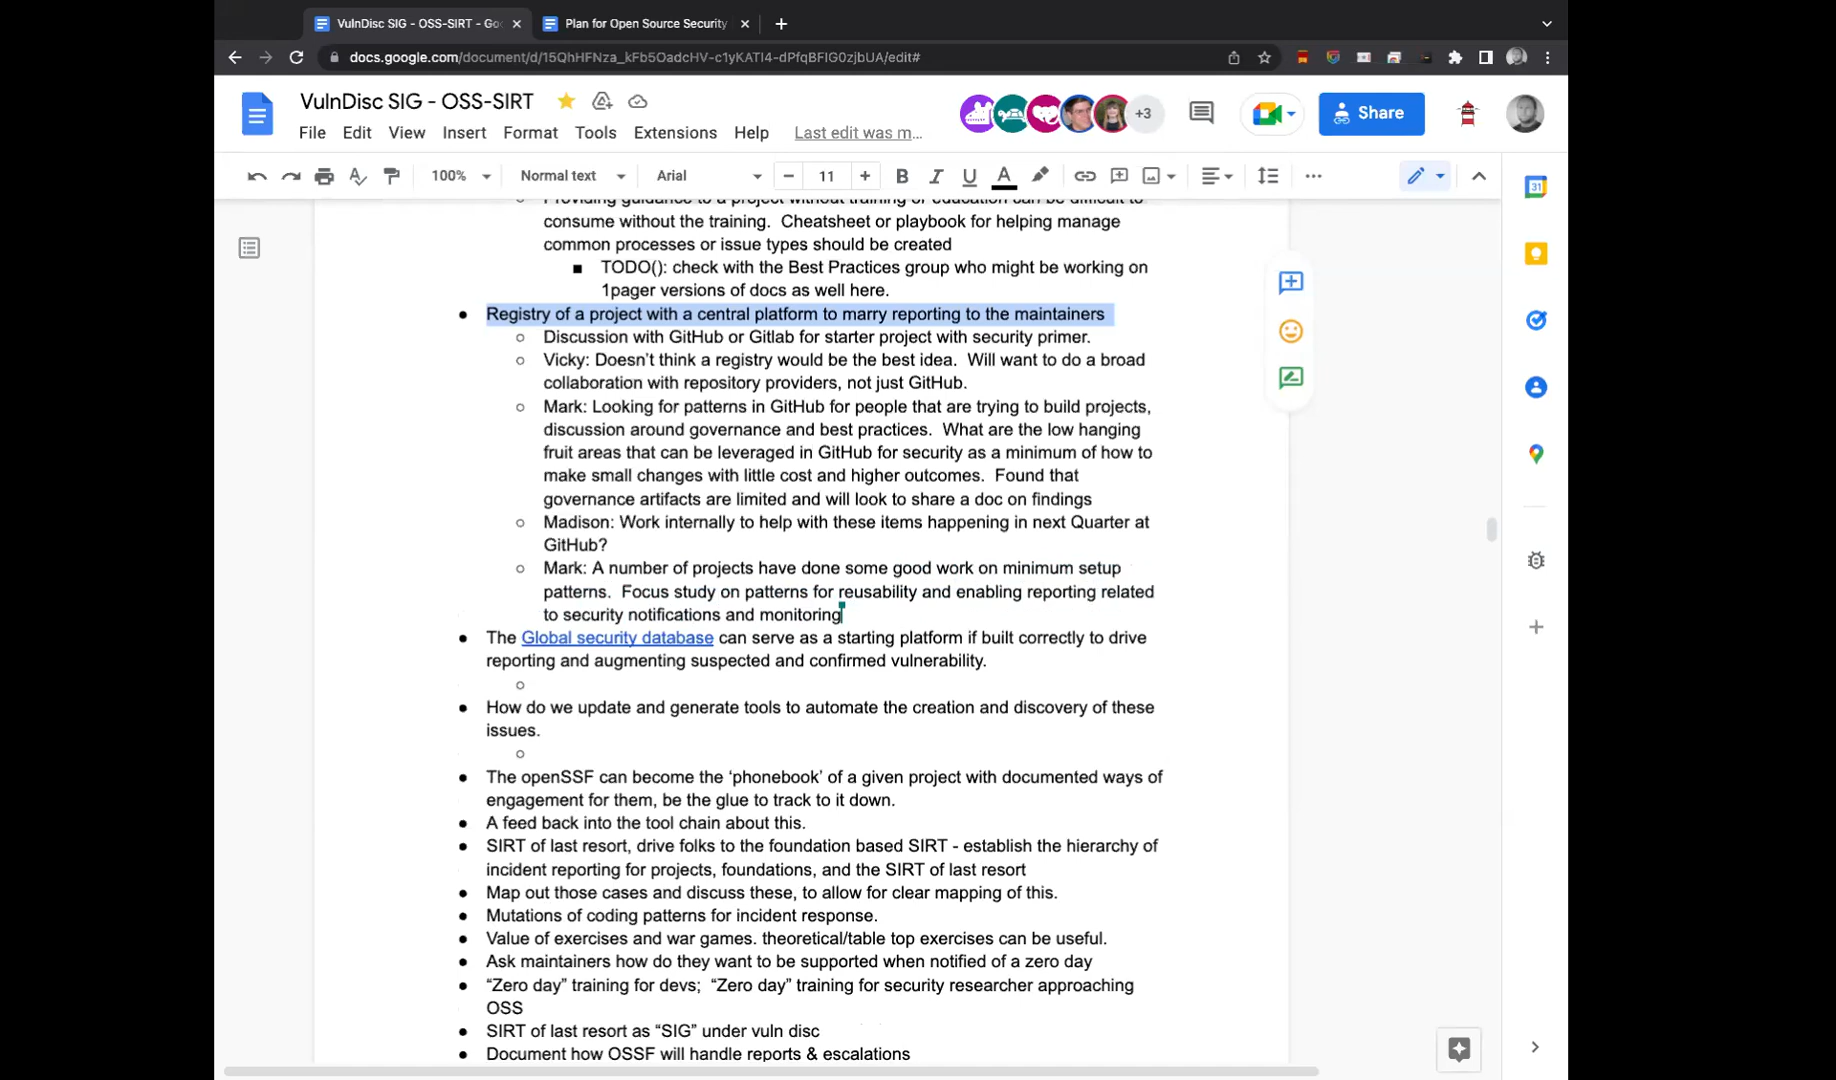 VulnDisc SIG - OSS-SIRT - Goo
Plan for Open Source Security
docs.google.com/document/d/15QhHFNza_kFb5OadcHV-c1yKATI4-dPfqBFIG0zjbUA/edit#
VulnDisc SIG - OSS-SIRT
+3
Share
File Edit View Insert Format Tools Extensions Help Last edit was m...
100% Normal text Arial 11 B I U A
31
Providing guidance to a project without training or education can be difficult to
consume without the training. Cheatsheet or playbook for helping manage
common processes or issue types should be created
TODO(): check with the Best Practices group who might be working on
1pager versions of docs as well here.
Registry of a project with a central platform to marry reporting to the maintainers
Discussion with GitHub or Gitlab for starter project with security primer.
Vicky: Doesn't think a registry would be the best idea. Will want to do a broad
collaboration with repository providers, not just GitHub.
Mark: Looking for patterns in GitHub for people that are trying to build projects,
discussion around governance and best practices. What are the low hanging
fruit areas that can be leveraged in GitHub for security as a minimum of how to
make small changes with little cost and higher outcomes. Found that
governance artifacts are limited and will look to share a doc on findings
Madison: Work internally to help with these items happening in next Quarter at
GitHub?
Mark: A number of projects have done some good work on minimum setup
patterns. Focus study on patterns for reusability and enabling reporting related
to security notifications and monitoring
The Global security database can serve as a starting platform if built correctly to drive
reporting and augmenting suspected and confirmed vulnerability.
How do we update and generate tools to automate the creation and discovery of these
issues.
The openSSF can become the ‘phonebook’ of a given project with documented ways of
engagement for them, be the glue to track to it down.
A feed back into the tool chain about this.
SIRT of last resort, drive folks to the foundation based SIRT - establish the hierarchy of
incident reporting for projects, foundations, and the SIRT of last resort
Map out those cases and discuss these, to allow for clear mapping of this.
Mutations of coding patterns for incident response.
Value of exercises and war games. theoretical/table top exercises can be useful.
Ask maintainers how do they want to be supported when notified of a zero day
“Zero day” training for devs; “Zero day” training for security researcher approaching
OSS
SIRT of last resort as “SIG” under vuln disc
Document how OSSF will handle reports & escalations